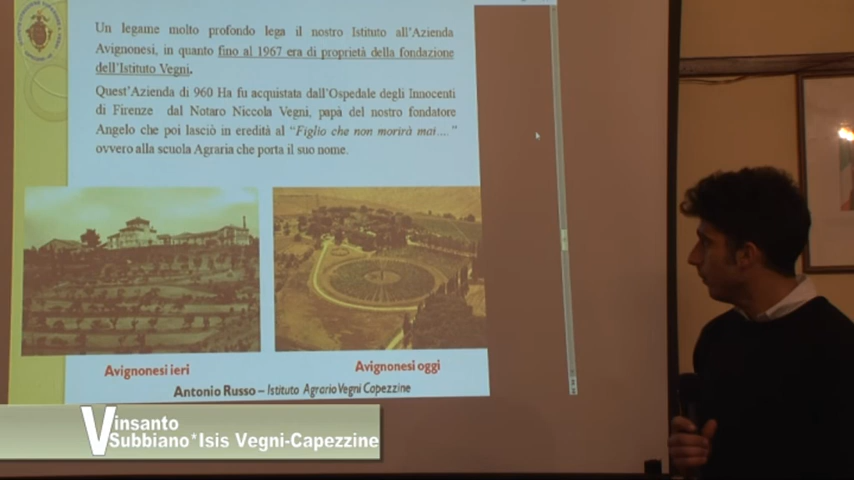 Un legame molto profondo lega il nostro Istituto all'Azienda
Avignonesi, in quanto fino al 1967 era di proprietà della fondazione
dell'Istituto Vegni.
Quest'Azienda di 960 Ha fu acquistata dall'Ospedale degli Innocenti
di Firenze dal Notaro Niccola Vegni, papà del nostro fondatore
Angelo che poi lasciò in eredità al "Figlio che non morirà mai...."
ovvero alla scuola Agraria che porta il suo nome.
Avignonesi ieri
Avignonesi oggi
Antonio Russo – Istituto Agrario Vegni Capezzine
Vinsanto
Subbiano*Isis Vegni-Capezzine